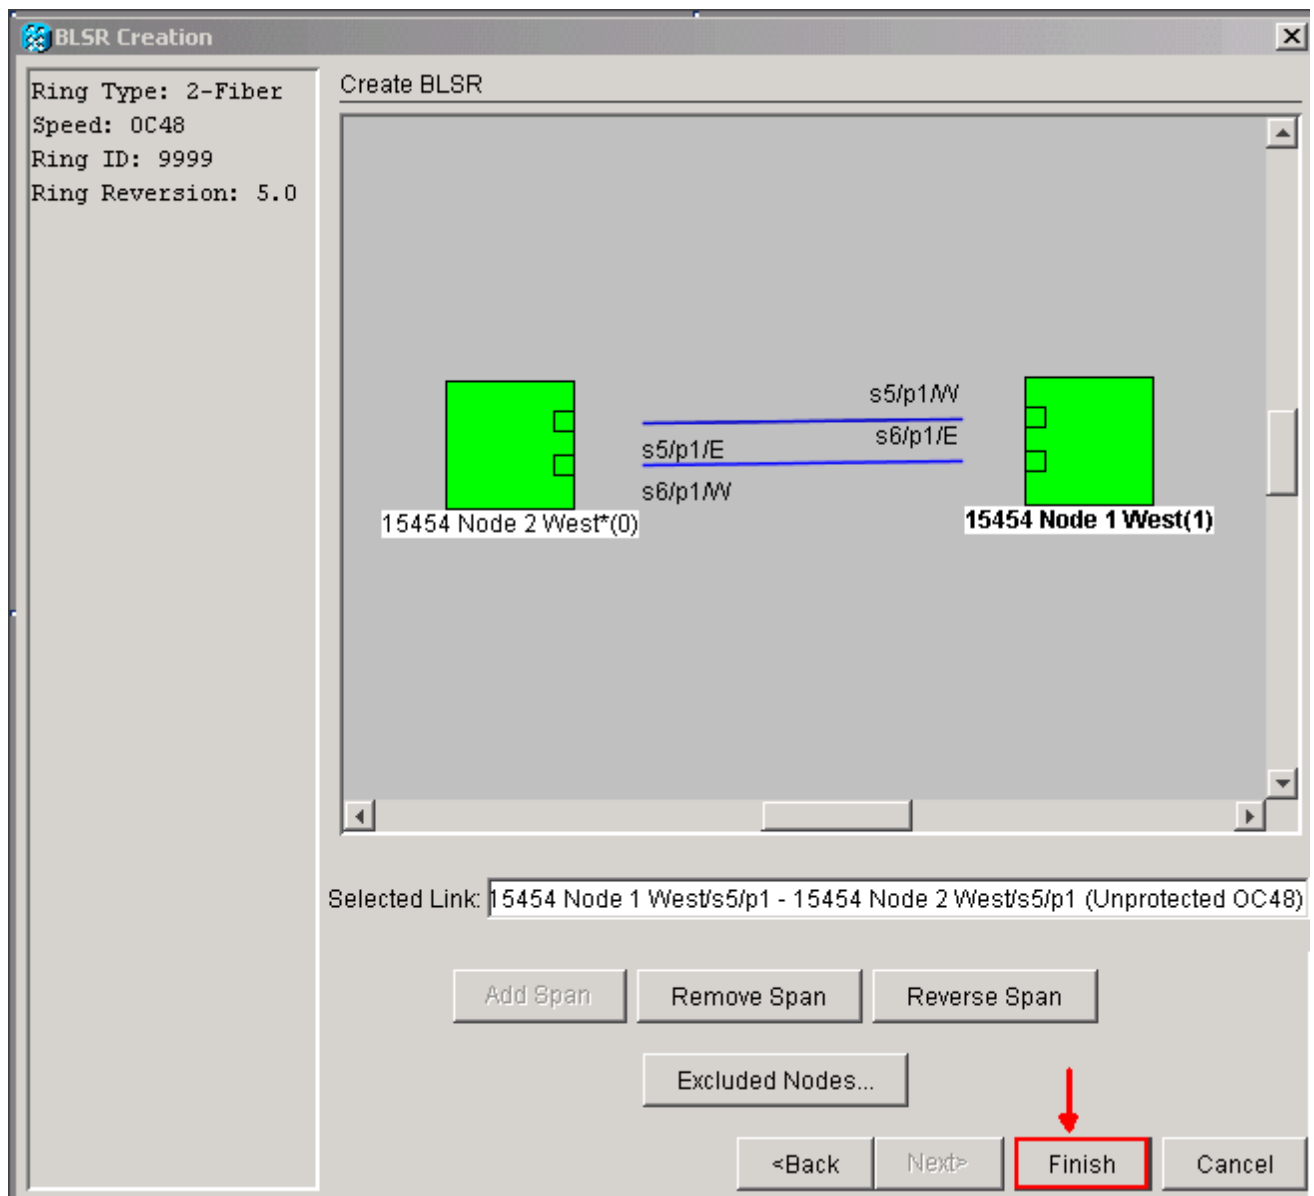 BLSR Creation
Ring Type: 2-Fiber
Speed: OC48
Ring ID: 9999
Ring Reversion: 5.0
Create BLSR
s5/p1/W
s6/p1/E
s5/p1/E
s6/p1/W
15454 Node 2 West*(0)
15454 Node 1 West(1)
Selected Link: 15454 Node 1 West/s5/p1 - 15454 Node 2 West/s5/p1 (Unprotected OC48)
Add Span
Remove Span
Reverse Span
Excluded Nodes...
<Back
Next>
Finish
Cancel